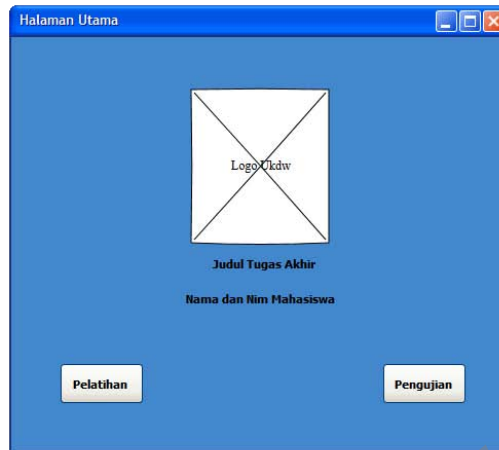 Halaman Utama
Logo Ukdw
Judul Tugas Akhir
Nama dan Nim Mahasiswa
Pelatihan
Pengujian